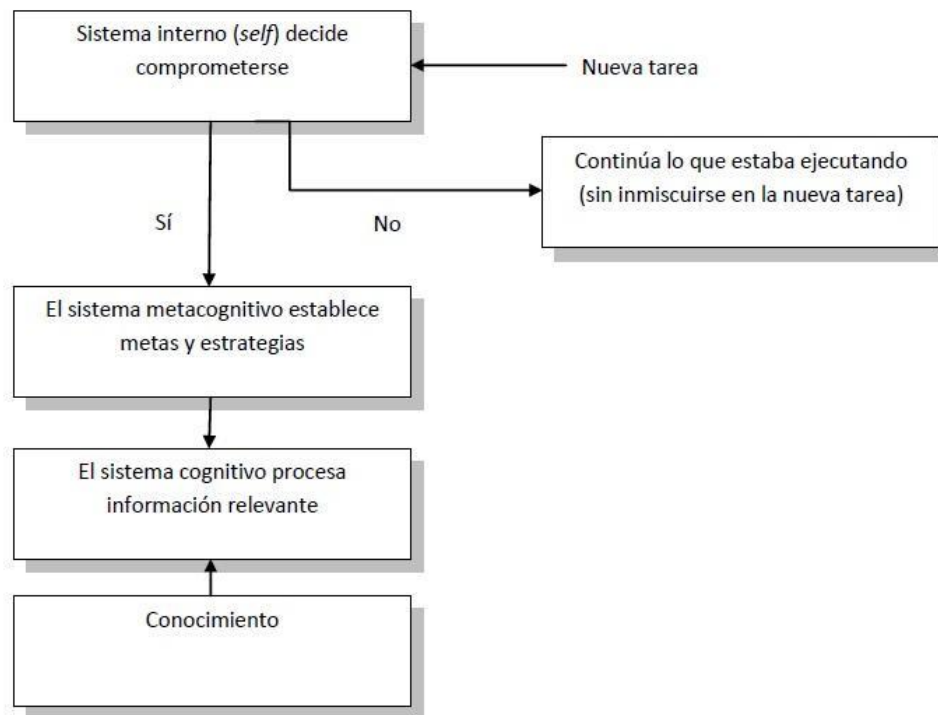 Sistema interno (self) decide
comprometerse
Nueva tarea
Continúa lo que estaba ejecutando
(sin inmiscuirse en la nueva tarea)
Sí
No
El sistema metacognitivo establece
metas y estrategias
El sistema cognitivo procesa
información relevante
Conocimiento